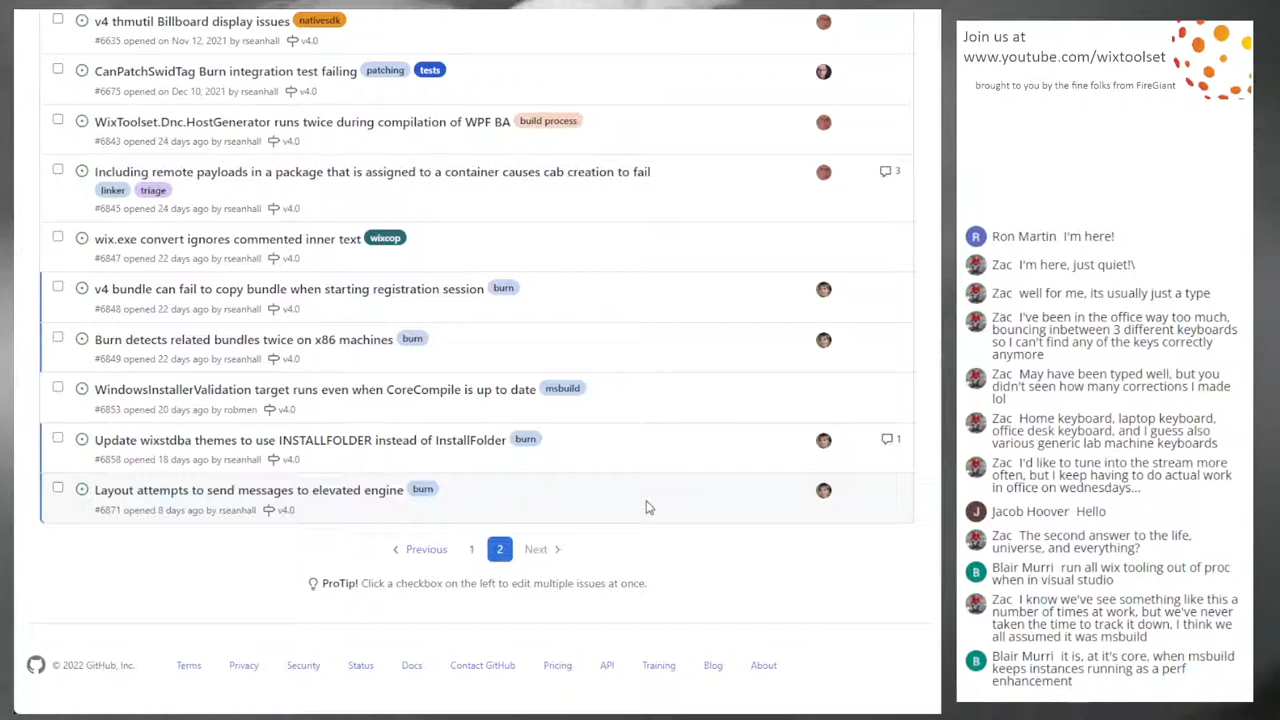 v4 thmutil Billboard display issues nativesdk
#6635 opened on Nov 12, 2021 by rseanhall v4.0
CanPatchSwidTag Burn integration test failing patching tests
#6675 opened on Dec 10, 2021 by rseanhall v4.0
WixToolset.Dnc.HostGenerator runs twice during compilation of WPF BA build process
#6843 opened 24 days ago by rseanhall v4.0
Including remote payloads in a package that is assigned to a container causes cab creation to fail 3
linker triage
#6845 opened 24 days ago by rseanhall v4.0
wix.exe convert ignores commented inner text wixcop
#6847 opened 22 days ago by rseanhall v4.0
v4 bundle can fail to copy bundle when starting registration session burn
#6848 opened 22 days ago by rseanhall v4.0
Burn detects related bundles twice on x86 machines burn
#6849 opened 22 days ago by rseanhall v4.0
WindowsInstallerValidation target runs even when CoreCompile is up to date msbuild
#6853 opened 20 days ago by robmen v4.0
Update wixstdba themes to use INSTALLFOLDER instead of InstallFolder burn 1
#6858 opened 18 days ago by rseanhall v4.0
Layout attempts to send messages to elevated engine burn
#6871 opened 8 days ago by rseanhall v4.0
Previous 1 2 Next
ProTip! Click a checkbox on the left to edit multiple issues at once.
© 2022 GitHub, Inc. Terms Privacy Security Status Docs Contact GitHub Pricing API Training Blog About
Join us at
www.youtube.com/wixtoolset
brought to you by the fine folks from FireGiant
R Ron Martin I'm here!
Zac I'm here, just quiet!\
Zac well for me, its usually just a type
Zac I've been in the office way too much,
bouncing inbetween 3 different keyboards
so I can't find any of the keys correctly
anymore
Zac May have been typed well, but you
didn't seen how many corrections I made
lol
Zac Home keyboard, laptop keyboard,
office desk keyboard, and I guess also
various generic lab machine keyboards
Zac I'd like to tune into the stream more
often, but I keep having to do actual work
in office on wednesdays...
J Jacob Hoover Hello
Zac The second answer to the life,
universe, and everything?
B Blair Murri run all wix tooling out of proc
when in visual studio
Zac I know we've see something like this a
number of times at work, but we've never
taken the time to track it down, I think we
all assumed it was msbuild
B Blair Murri it is, at it's core, when msbuild
keeps instances running as a perf
enhancement